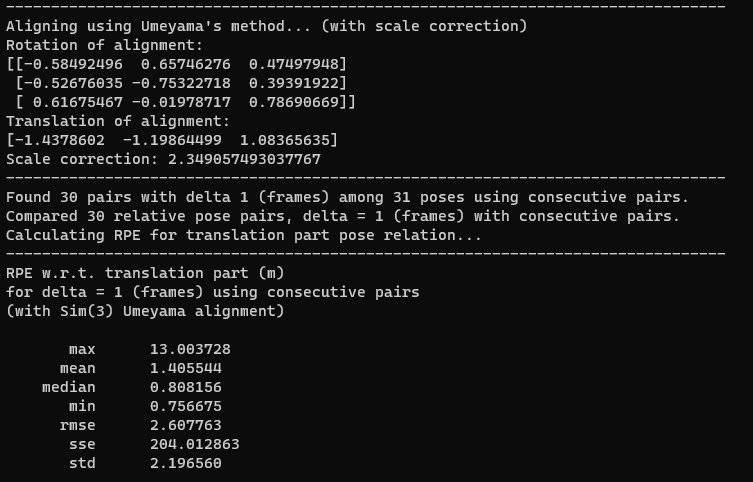 --------------------------------------------------------------------------------
Aligning using Umeyama's method... (with scale correction)
Rotation of alignment:
[[-0.58492496  0.65746276  0.47497948]
 [-0.52676035 -0.75322718  0.39391922]
 [ 0.61675467 -0.01978717  0.78690669]]
Translation of alignment:
[-1.4378602  -1.19864499  1.08365635]
Scale correction: 2.349057493037767
--------------------------------------------------------------------------------
Found 30 pairs with delta 1 (frames) among 31 poses using consecutive pairs.
Compared 30 relative pose pairs, delta = 1 (frames) with consecutive pairs.
Calculating RPE for translation part pose relation...
--------------------------------------------------------------------------------
RPE w.r.t. translation part (m)
for delta = 1 (frames) using consecutive pairs
(with Sim(3) Umeyama alignment)

       max      13.003728
      mean      1.405544
    median      0.808156
       min      0.756675
      rmse      2.607763
       sse      204.012863
       std      2.196560